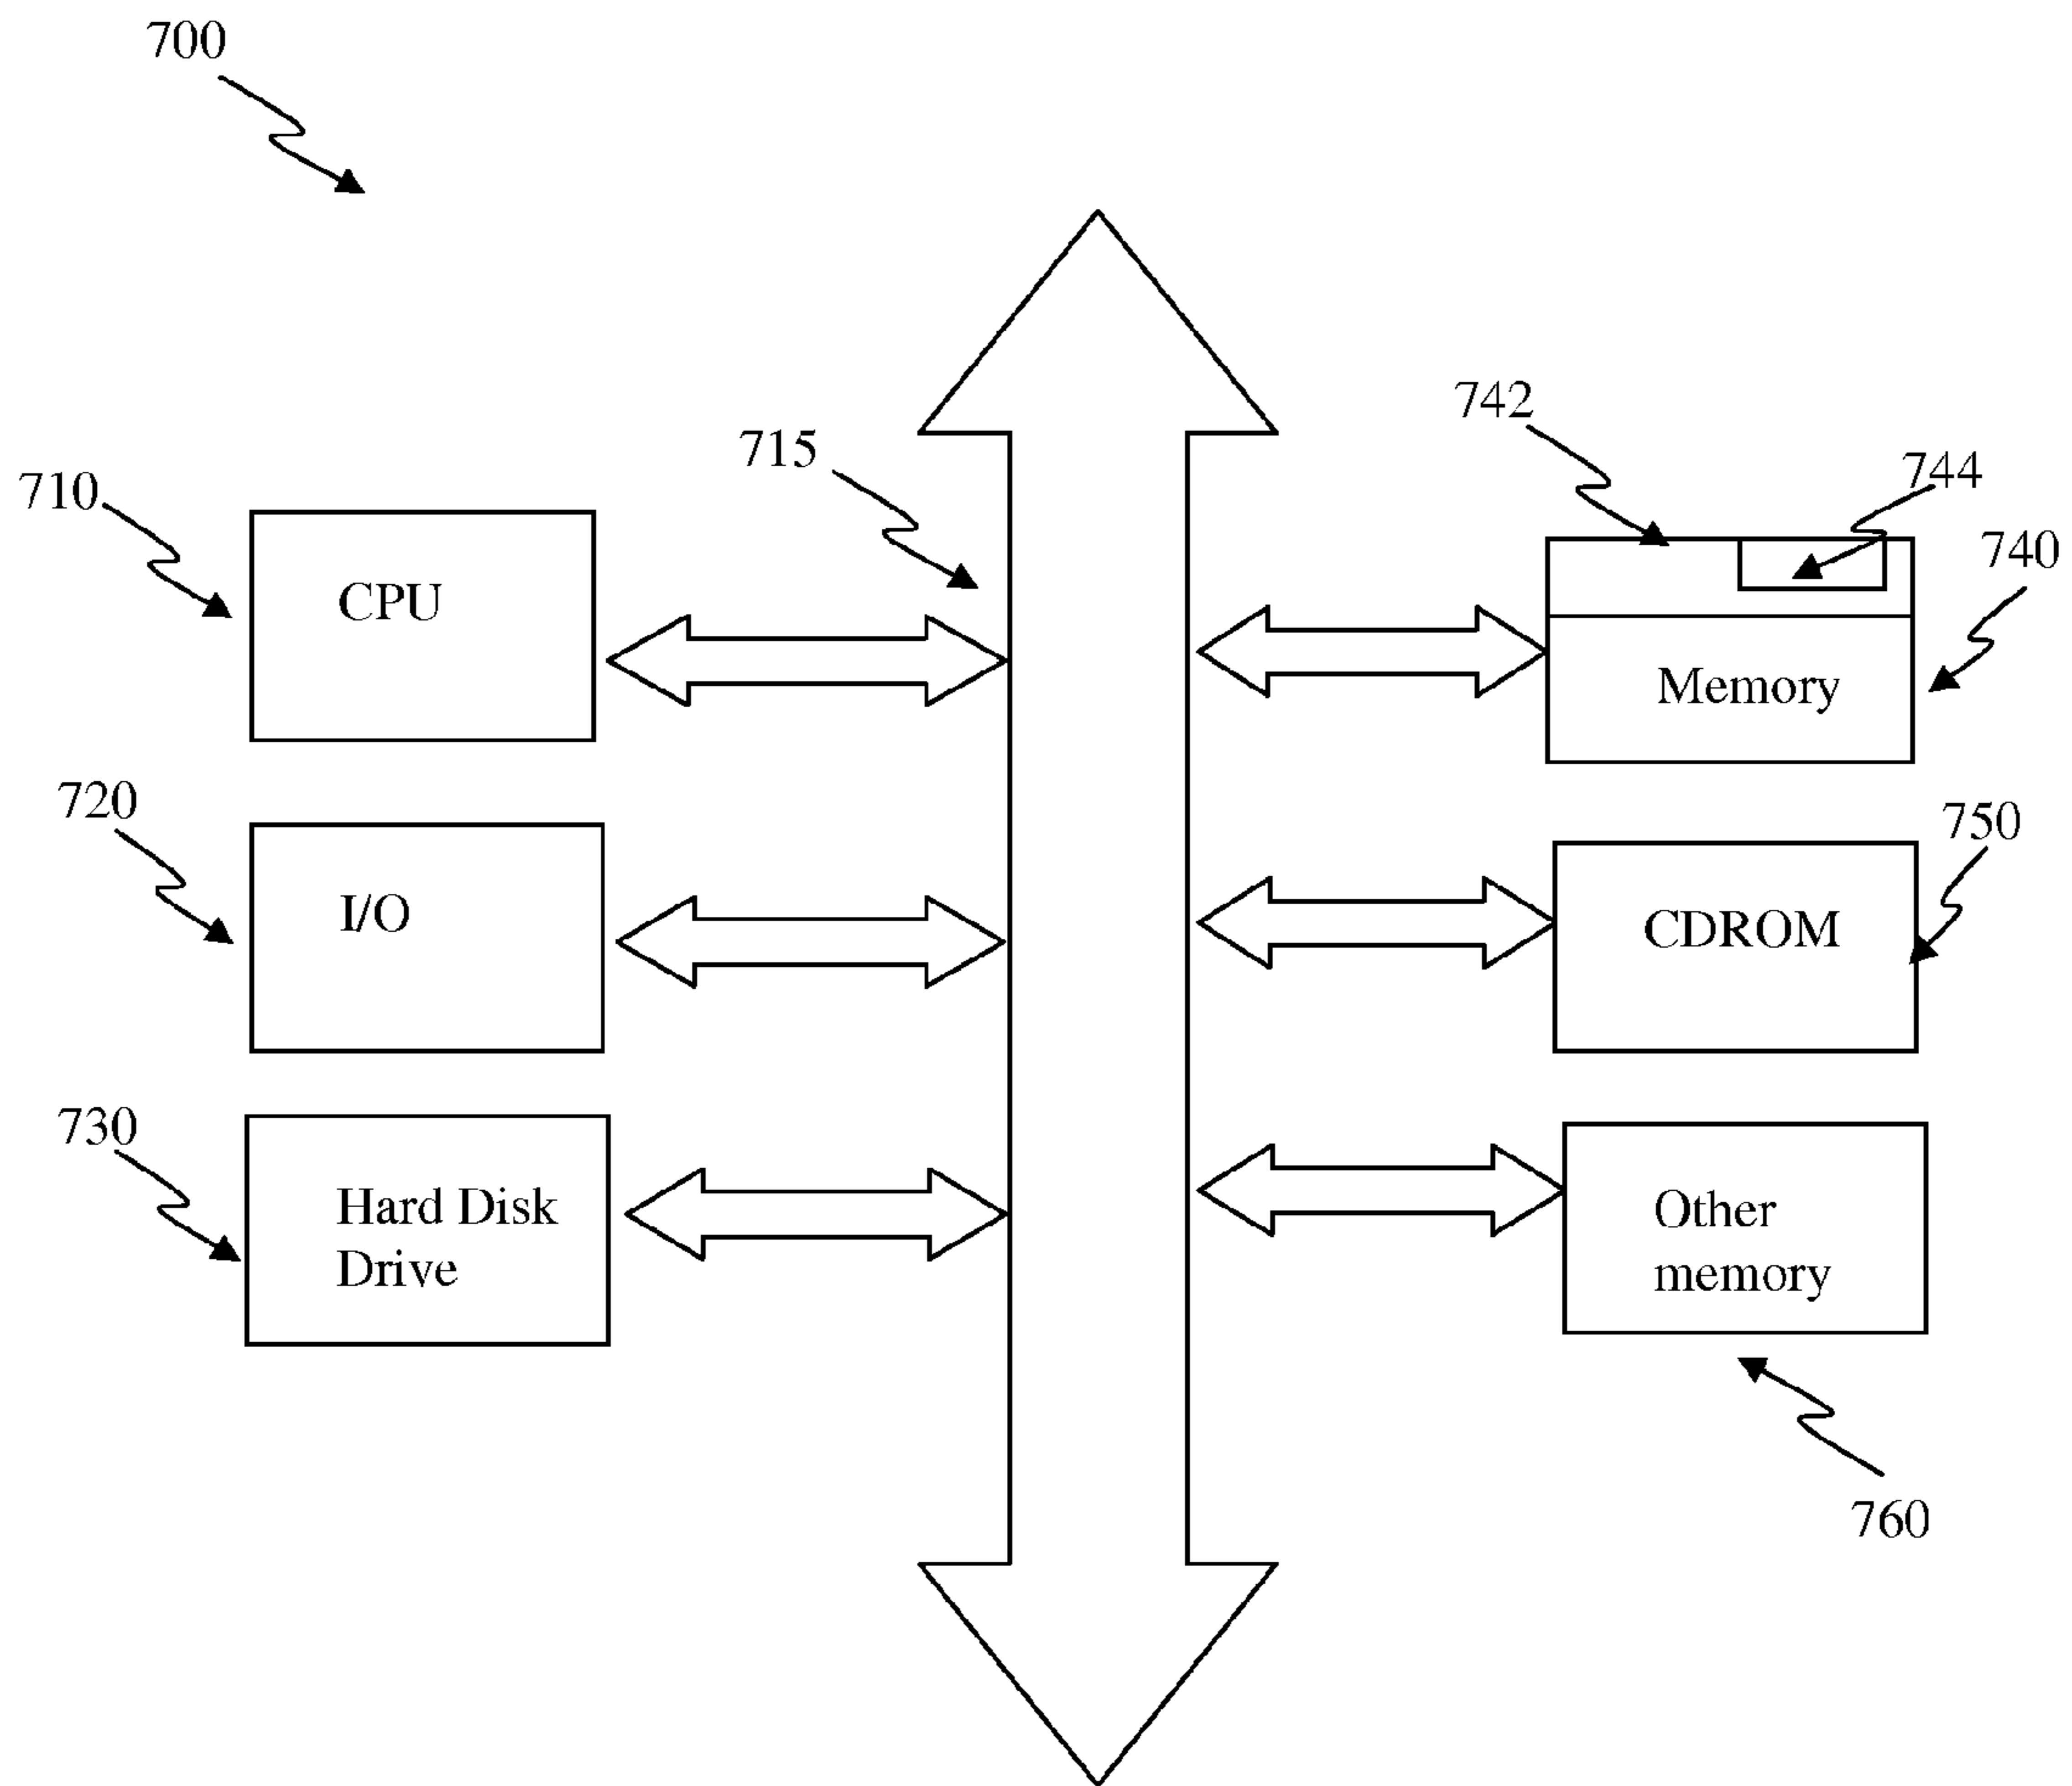 700
742
715
744
710
740
CPU
Memory
720
750
I/O
CDROM
730
Hard Disk
Drive
Other
memory
760